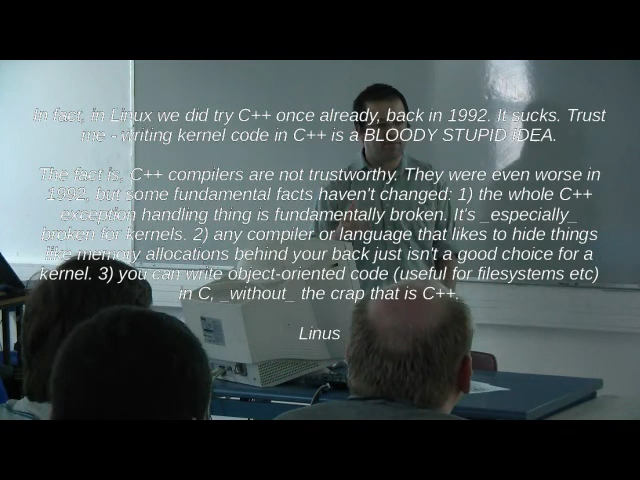 In fact, in Linux we did try C++ once already, back in 1992. It sucks. Trust
me - writing kernel code in C++ is a BLOODY STUPID IDEA.
The fact is, C++ compilers are not trustworthy. They were even worse in
1992, but some fundamental facts haven't changed: 1) the whole C++
exception handling thing is fundamentally broken. It's _especially_
broken for kernels. 2) any compiler or language that likes to hide things
like memory allocations behind your back just isn't a good choice for a
kernel. 3) you can write object-oriented code (useful for filesystems etc)
in C, _without_ the crap that is C++.
Linus